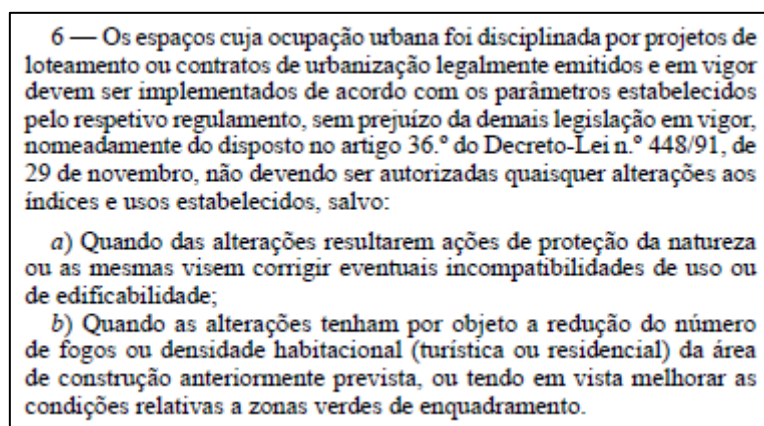 6 — Os espaços cuja ocupação urbana foi disciplinada por projetos de
loteamento ou contratos de urbanização legalmente emitidos e em vigor
devem ser implementados de acordo com os parâmetros estabelecidos
pelo respetivo regulamento, sem prejuízo da demais legislação em vigor,
nomeadamente do disposto no artigo 36.º do Decreto-Lei n.º 448/91, de
29 de novembro, não devendo ser autorizadas quaisquer alterações aos
índices e usos estabelecidos, salvo:
a) Quando das alterações resultarem ações de proteção da natureza
ou as mesmas visem corrigir eventuais incompatibilidades de uso ou
de edificabilidade;
b) Quando as alterações tenham por objeto a redução do número
de fogos ou densidade habitacional (turística ou residencial) da área
de construção anteriormente prevista, ou tendo em vista melhorar as
condições relativas a zonas verdes de enquadramento.